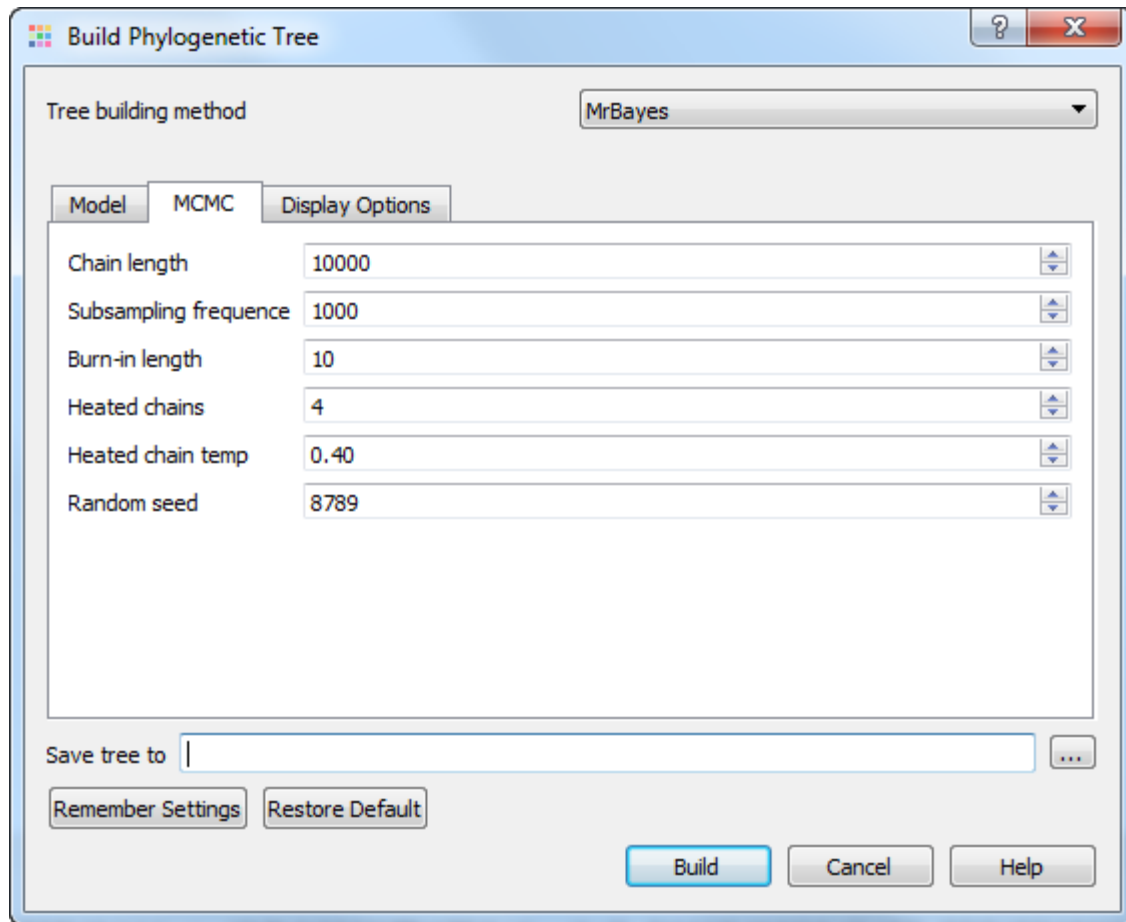 Build Phylogenetic Tree
Tree building method MrBayes
Model MCMC Display Options
Chain length 10000
Subsampling frequence 1000
Burn-in length 10
Heated chains 4
Heated chain temp 0.40
Random seed 8789
Save tree to ...
Remember Settings Restore Default
Build Cancel Help